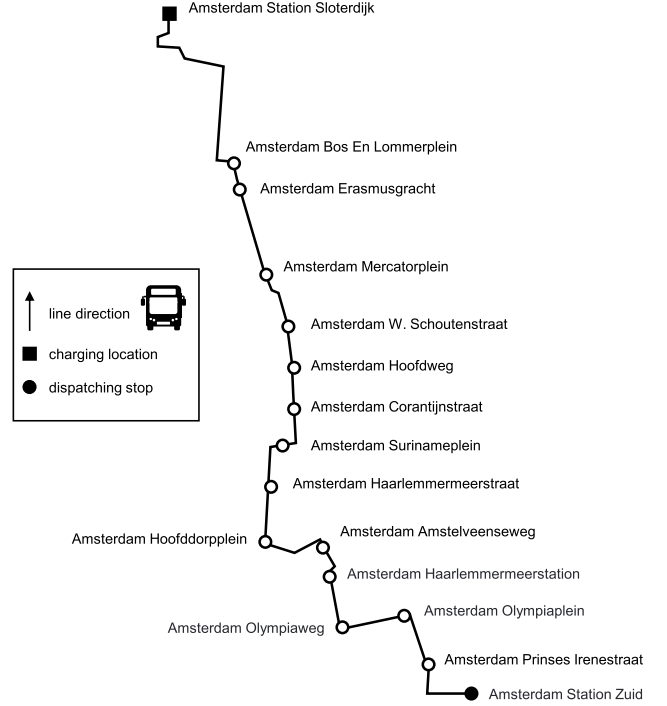 Amsterdam Station Sloterdijk
Amsterdam Bos En Lommerplein
Amsterdam Erasmusgracht
Amsterdam Mercatorplein
line direction
charging location
dispatching stop
Amsterdam W. Schoutenstraat
Amsterdam Hoofdweg
Amsterdam Corantijnstraat
Amsterdam Surinameplein
Amsterdam Haarlemmermeerstraat
Amsterdam Hoofddorpplein
Amsterdam Amstelveenseweg
Amsterdam Haarlemmermeerstation
Amsterdam Olympiaplein
Amsterdam Olympiaweg
Amsterdam Prinses Irenestraat
Amsterdam Station Zuid